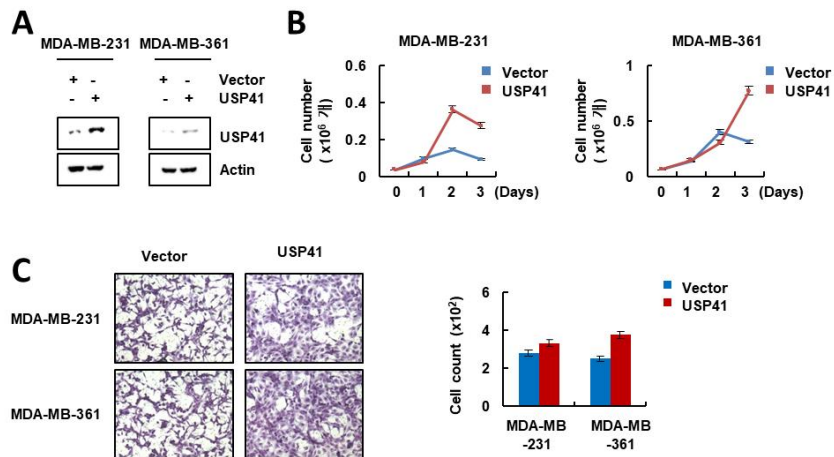 A
MDA-MB-231 MDA-MB-361
+ - + - Vector
- + - + USP41
USP41
Actin
B
MDA-MB-231
Vector
USP41
Cell number
( x10⁶ 개)
0.6
0.4
0.2
0
0 1 2 3 (Days)
MDA-MB-361
Vector
USP41
Cell number
( x10⁶ 개)
1
0.5
0
0 1 2 3 (Days)
C
Vector USP41
MDA-MB-231
MDA-MB-361
Vector
USP41
Cell count (x10²)
6
4
2
0
MDA-MB MDA-MB
-231 -361